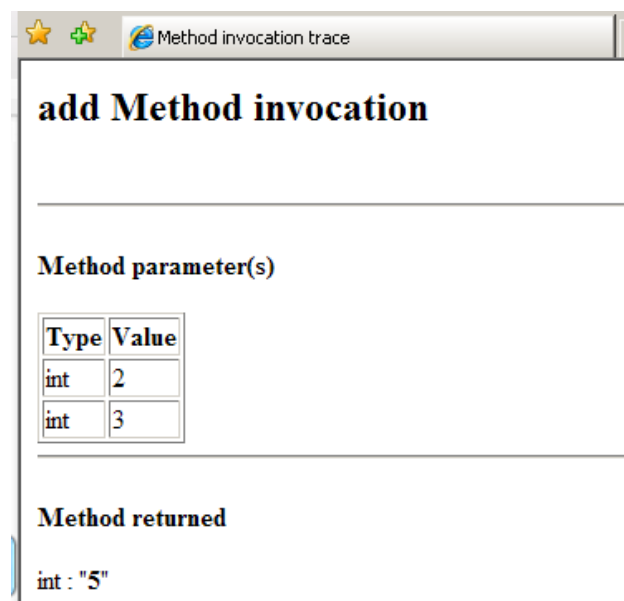 Method invocation trace
add Method invocation
Method parameter(s)
Type Value
int 2
int 3
Method returned
int : "5"